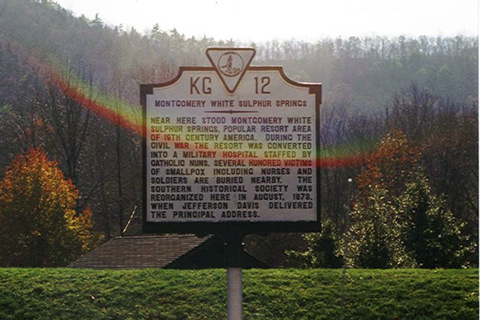 KG 12
MONTGOMERY WHITE SULPHUR SPRINGS
NEAR HERE STOOD MONTGOMERY WHITE
SULPHUR SPRINGS, POPULAR RESORT AREA
OF 19TH CENTURY AMERICA. DURING THE
CIVIL WAR THE RESORT WAS CONVERTED
INTO A MILITARY HOSPITAL STAFFED BY
CATHOLIC NUNS. SEVERAL HUNDRED VICTIMS
OF SMALLPOX INCLUDING NURSES AND
SOLDIERS ARE BURIED NEARBY. THE
SOUTHERN HISTORICAL SOCIETY WAS
REORGANIZED HERE IN AUGUST, 1873,
WHEN JEFFERSON DAVIS DELIVERED
THE PRINCIPAL ADDRESS.